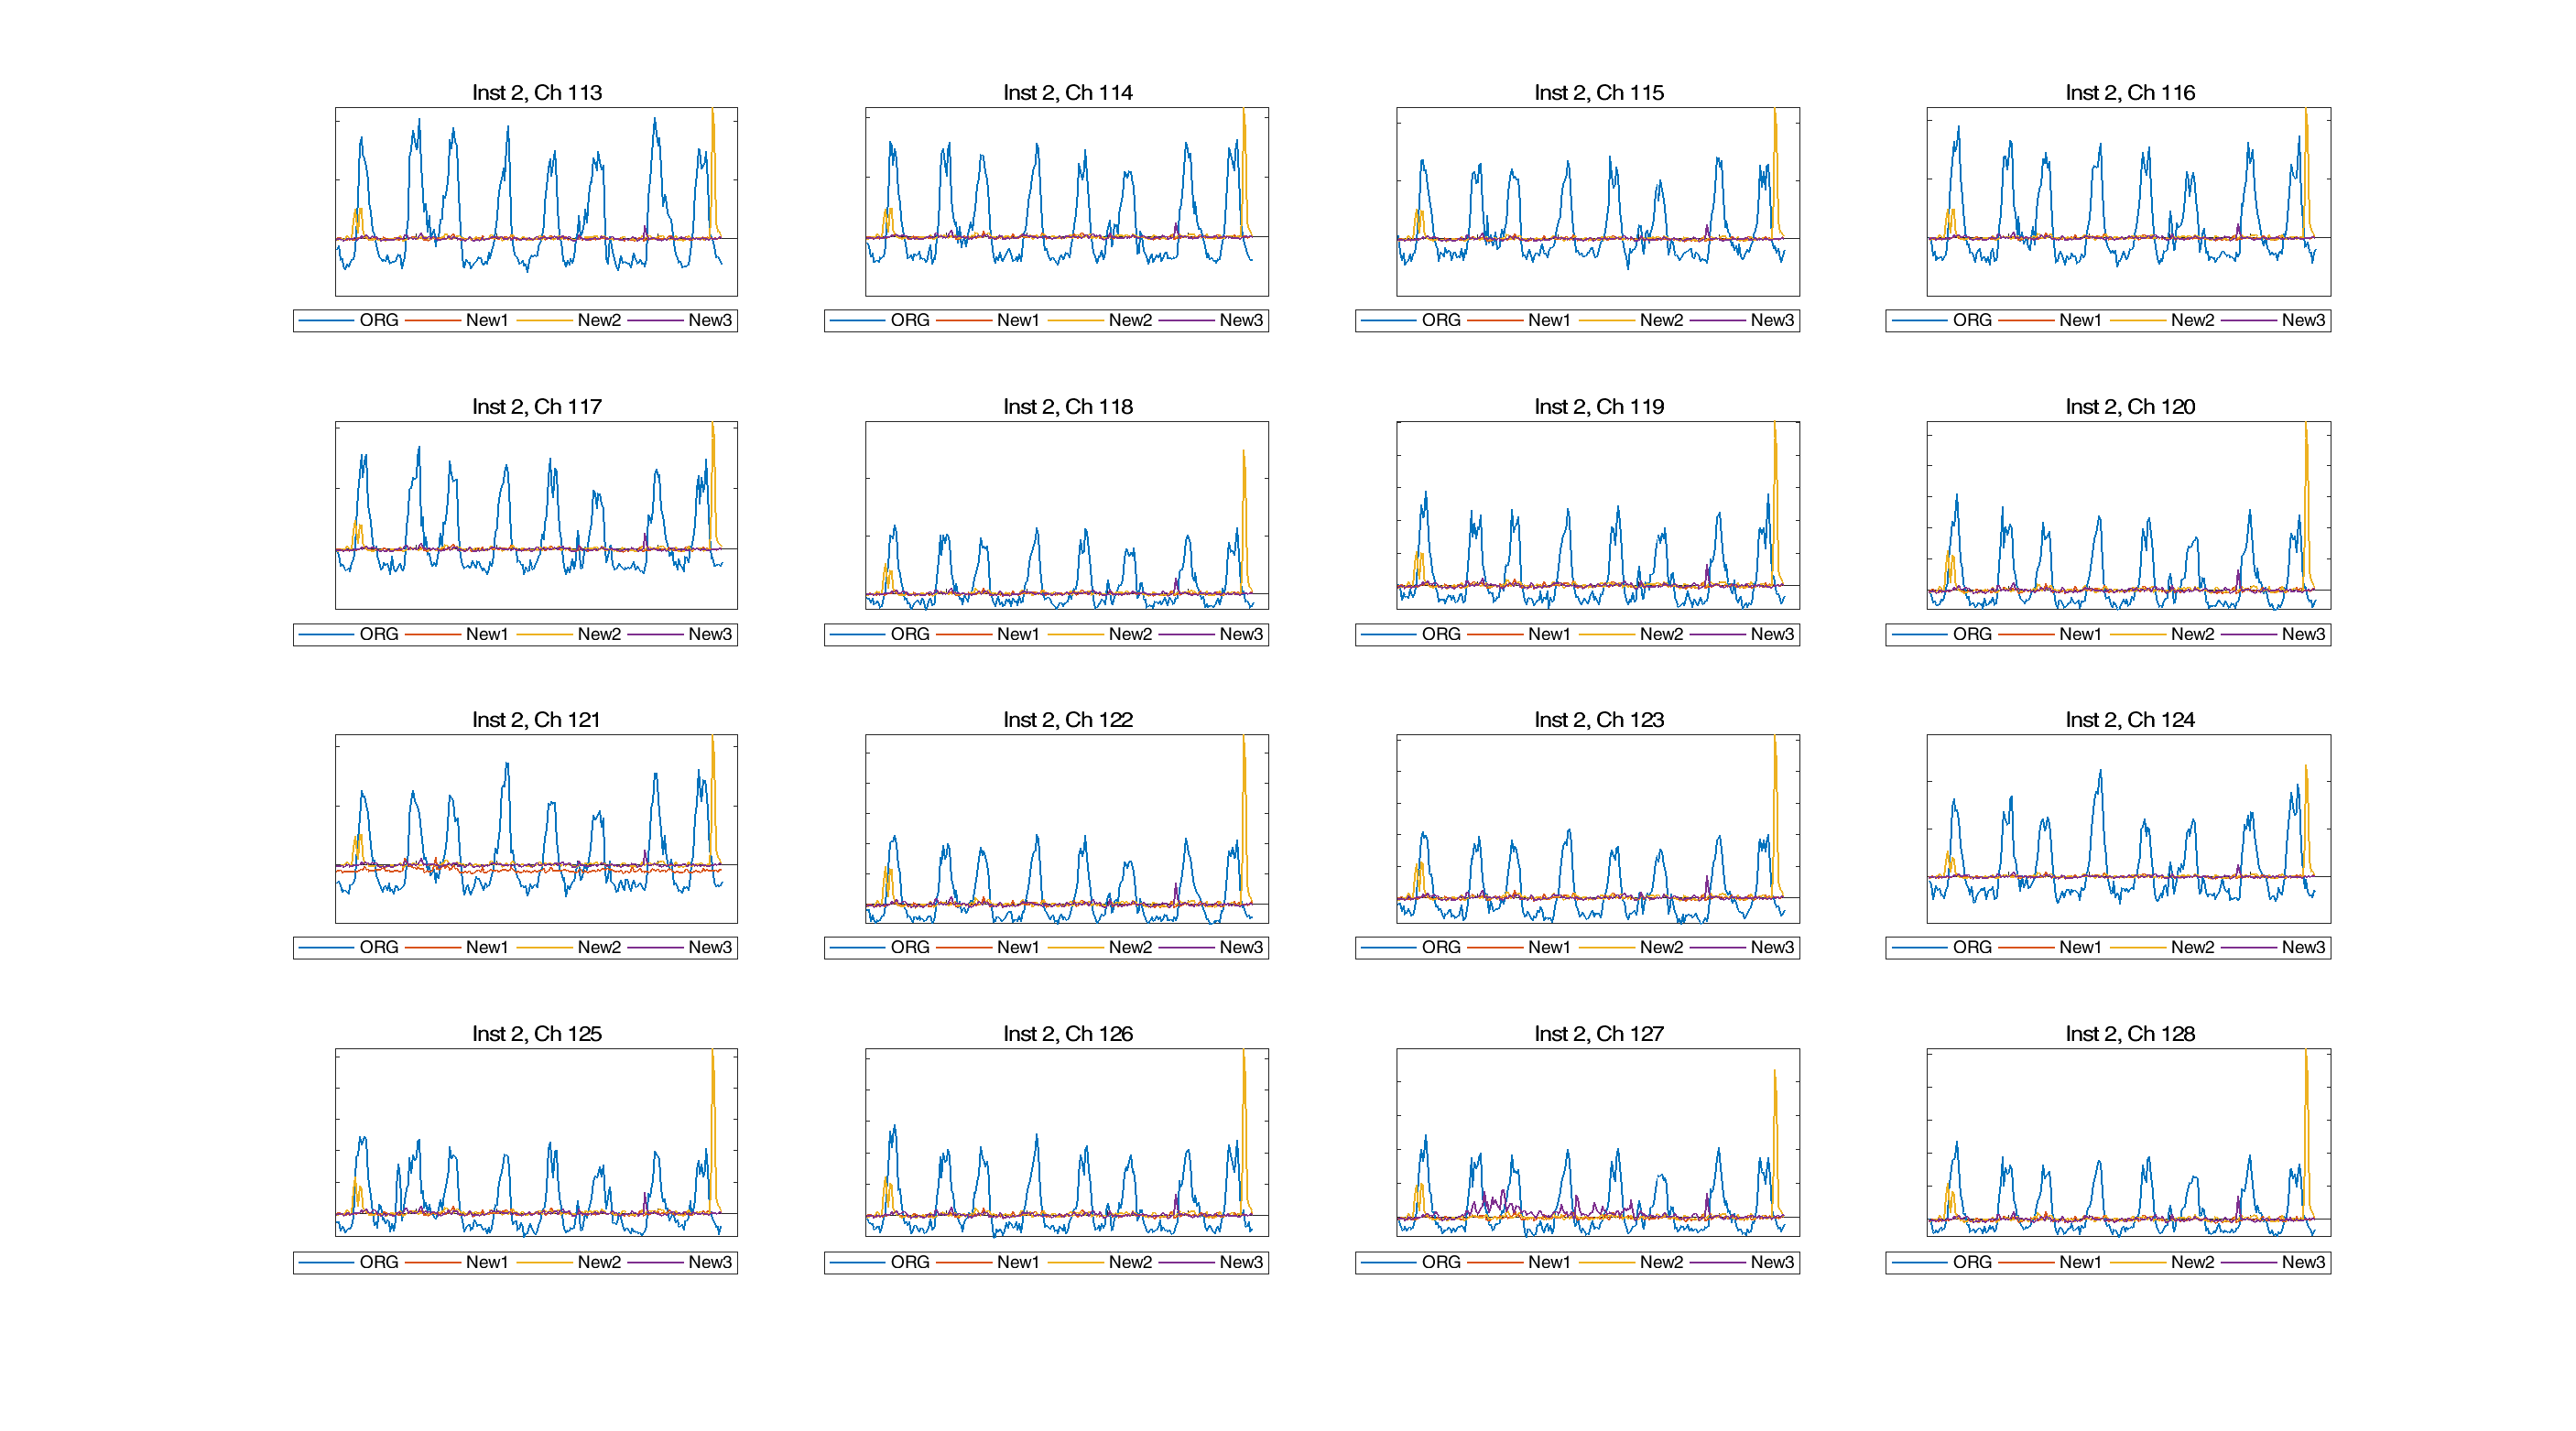 Inst 2, Ch 113
Inst 2, Ch 114
Inst 2, Ch 115
Inst 2, Ch 116
ORG New1 New2 New3
ORG New1 New2 New3
ORG New1 New2 New3
ORG New1 New2 New3
Inst 2, Ch 117
Inst 2, Ch 118
Inst 2, Ch 119
Inst 2, Ch 120
ORG New1 New2 New3
ORG New1 New2 New3
ORG New1 New2 New3
ORG New1 New2 New3
Inst 2, Ch 121
Inst 2, Ch 122
Inst 2, Ch 123
Inst 2, Ch 124
ORG New1 New2 New3
ORG New1 New2 New3
ORG New1 New2 New3
ORG New1 New2 New3
Inst 2, Ch 125
Inst 2, Ch 126
Inst 2, Ch 127
Inst 2, Ch 128
ORG New1 New2 New3
ORG New1 New2 New3
ORG New1 New2 New3
ORG New1 New2 New3